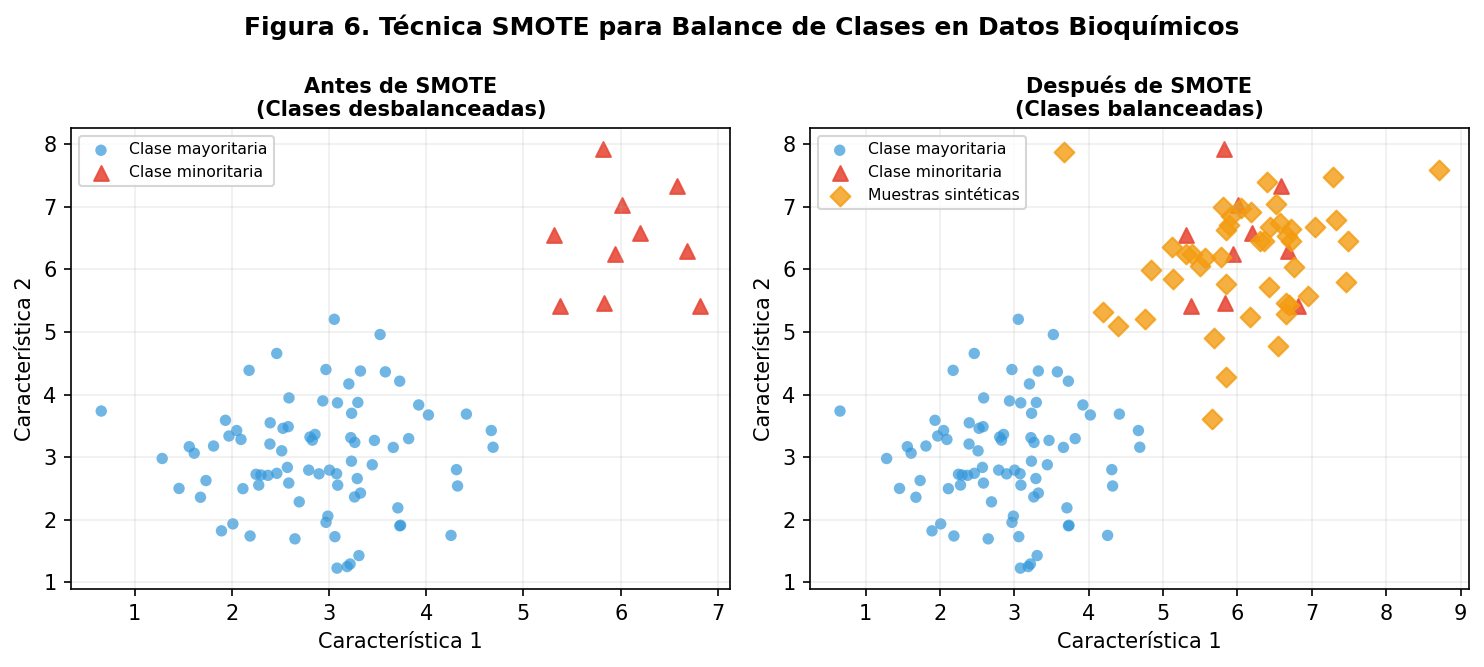 Figura 6. Técnica SMOTE para Balance de Clases en Datos Bioquímicos
Antes de SMOTE
(Clases desbalanceadas)
Clase mayoritaria
Clase minoritaria
8
7
6
5
4
3
2
1
Característica 2
1 2 3 4 5 6 7
Característica 1
Después de SMOTE
(Clases balanceadas)
Clase mayoritaria
Clase minoritaria
Muestras sintéticas
8
7
6
5
4
3
2
1
Característica 2
1 2 3 4 5 6 7 8 9
Característica 1